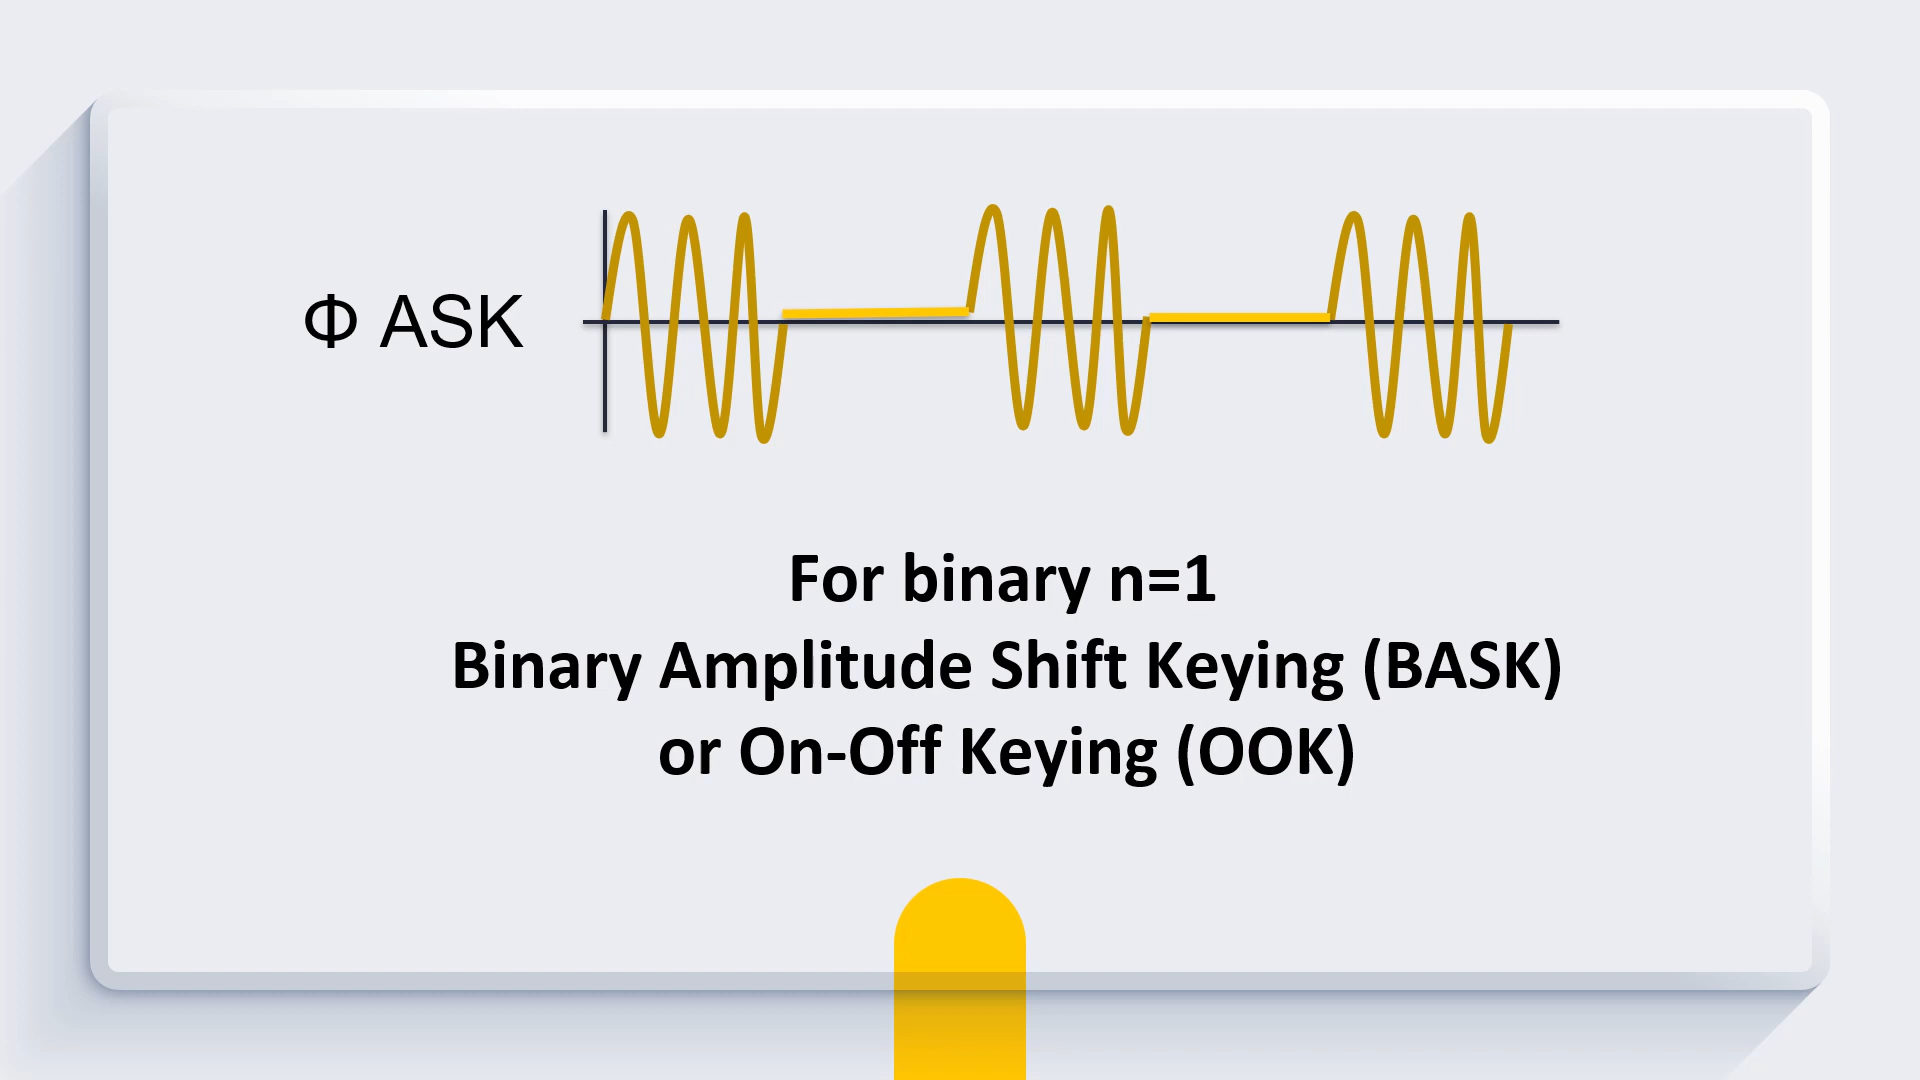 Φ ASK
For binary n=1
Binary Amplitude Shift Keying (BASK)
or On-Off Keying (OOK)